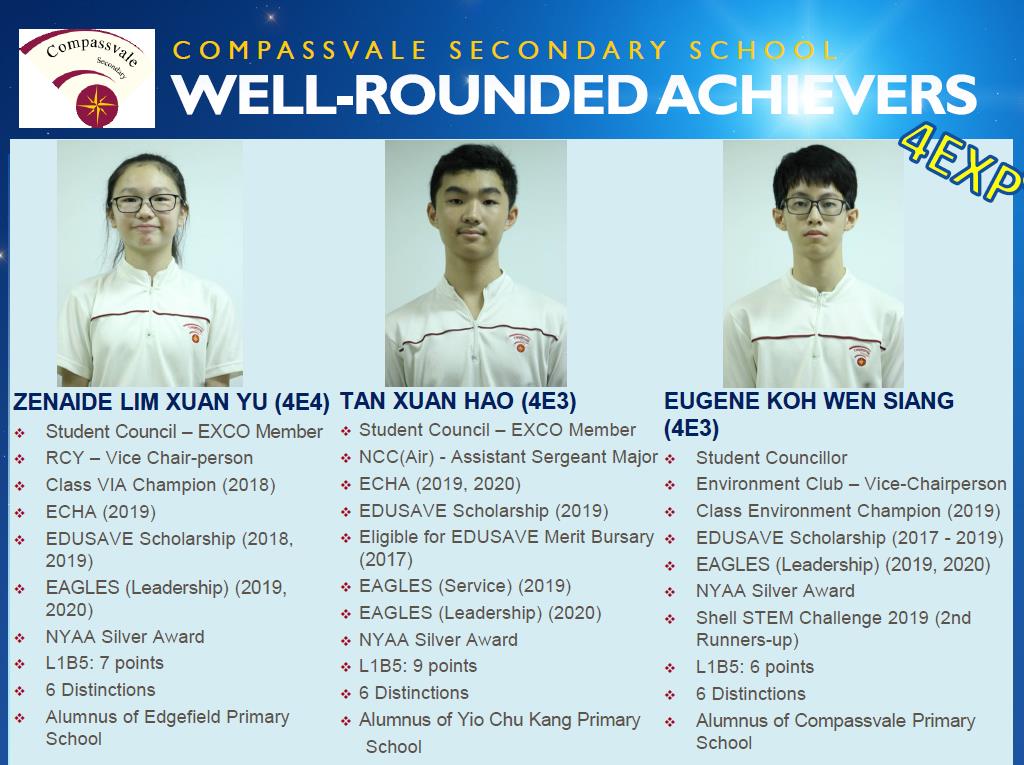 Compassvale
Secondary
COMPASSVALE SECONDARY SCHOOL
WELL-ROUNDED ACHIEVERS
4EXP
ZENAIDE LIM XUAN YU (4E4)
Student Council – EXCO Member
RCY – Vice Chair-person
Class VIA Champion (2018)
ECHA (2019)
EDUSAVE Scholarship (2018,
2019)
EAGLES (Leadership) (2019,
2020)
NYAA Silver Award
L1B5: 7 points
6 Distinctions
Alumnus of Edgefield Primary
School
TAN XUAN HAO (4E3)
Student Council – EXCO Member
NCC(Air) - Assistant Sergeant Major
ECHA (2019, 2020)
EDUSAVE Scholarship (2019)
Eligible for EDUSAVE Merit Bursary
(2017)
EAGLES (Service) (2019)
EAGLES (Leadership) (2020)
NYAA Silver Award
L1B5: 9 points
6 Distinctions
Alumnus of Yio Chu Kang Primary
School
EUGENE KOH WEN SIANG
(4E3)
Student Councillor
Environment Club – Vice-Chairperson
Class Environment Champion (2019)
EDUSAVE Scholarship (2017 - 2019)
EAGLES (Leadership) (2019, 2020)
NYAA Silver Award
Shell STEM Challenge 2019 (2nd
Runners-up)
L1B5: 6 points
6 Distinctions
Alumnus of Compassvale Primary
School